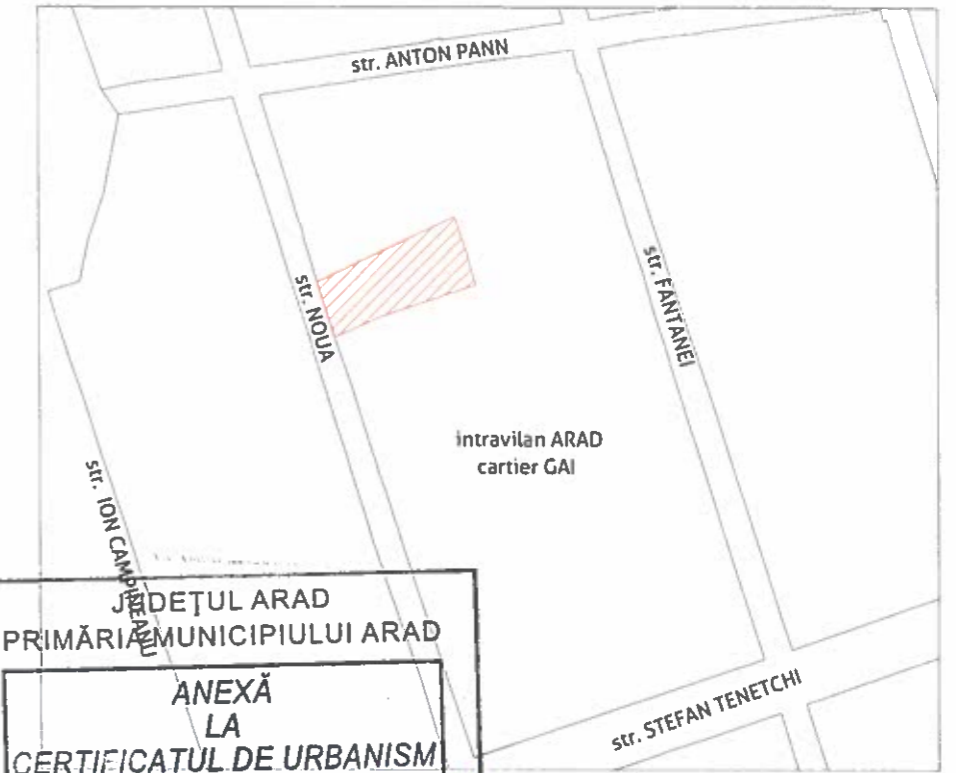 str. ANTON PANN
str. NOUA
str. FANTANEI
intravilan ARAD
cartier GAI
str. ION CAMPINEANU
JUDEȚUL ARAD
PRIMĂRIA MUNICIPIULUI ARAD
ANEXĂ
LA
CERTIFICATUL DE URBANISM
str. STEFAN TENETCHI